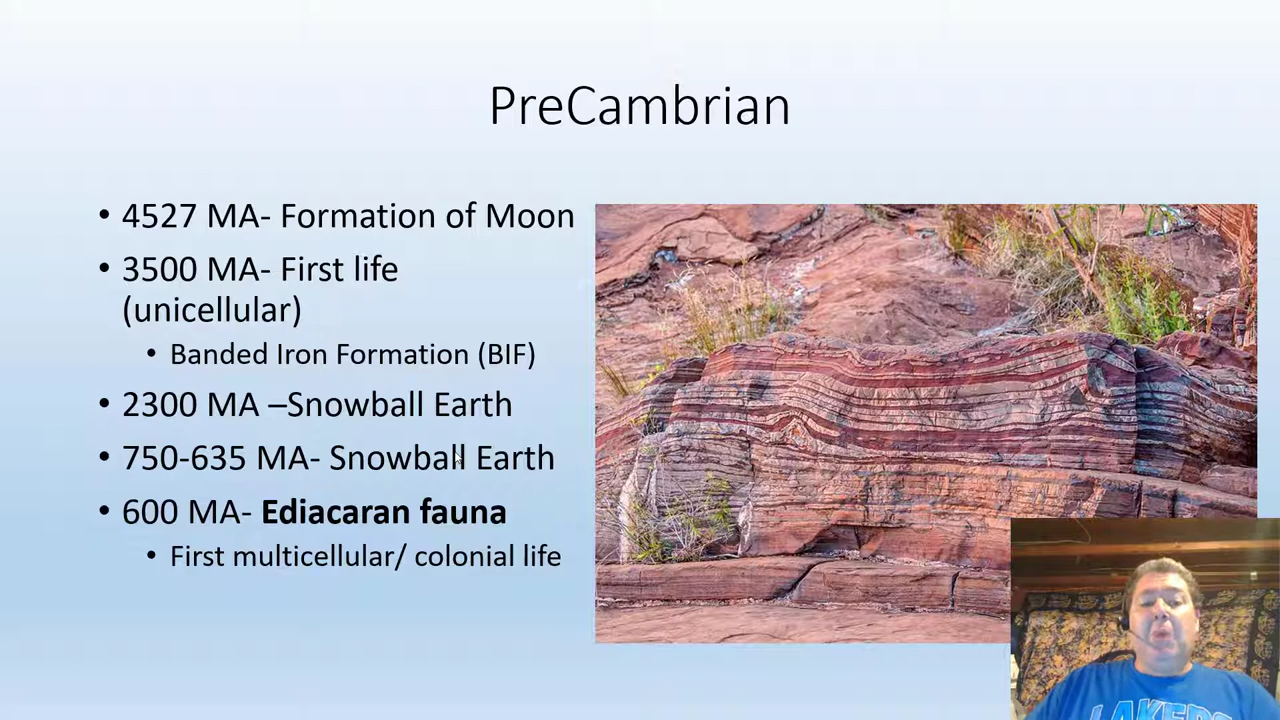 PreCambrian
• 4527 MA- Formation of Moon
• 3500 MA- First life
(unicellular)
• Banded Iron Formation (BIF)
• 2300 MA –Snowball Earth
• 750-635 MA- Snowball Earth
• 600 MA- Ediacaran fauna
• First multicellular/ colonial life
LAKERS